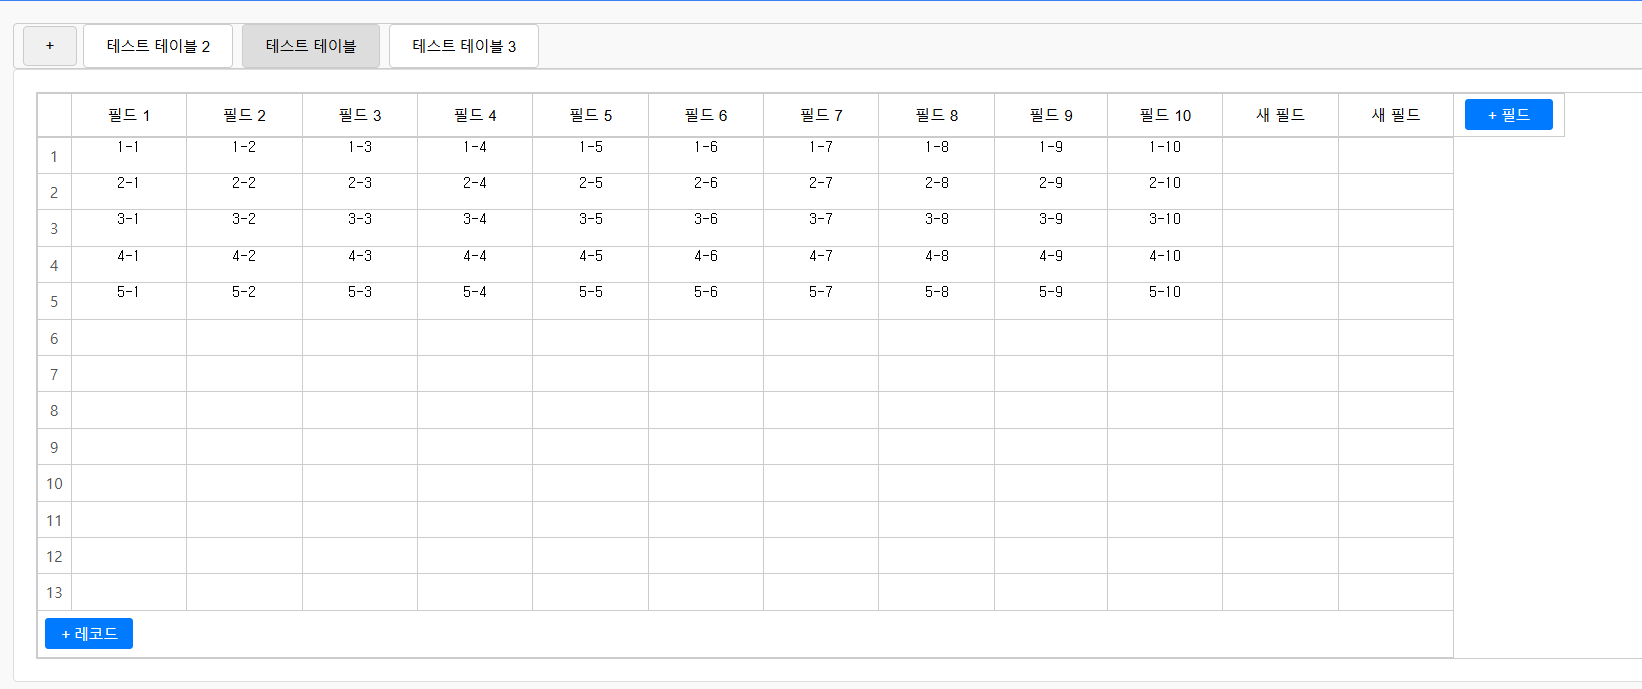 + 테스트 테이블 2 테스트 테이블 테스트 테이블 3
필드 1 필드 2 필드 3 필드 4 필드 5 필드 6 필드 7 필드 8 필드 9 필드 10 새 필드 새 필드 + 필드
1 1-1 1-2 1-3 1-4 1-5 1-6 1-7 1-8 1-9 1-10
2 2-1 2-2 2-3 2-4 2-5 2-6 2-7 2-8 2-9 2-10
3 3-1 3-2 3-3 3-4 3-5 3-6 3-7 3-8 3-9 3-10
4 4-1 4-2 4-3 4-4 4-5 4-6 4-7 4-8 4-9 4-10
5 5-1 5-2 5-3 5-4 5-5 5-6 5-7 5-8 5-9 5-10
6
7
8
9
10
11
12
13
+ 레코드